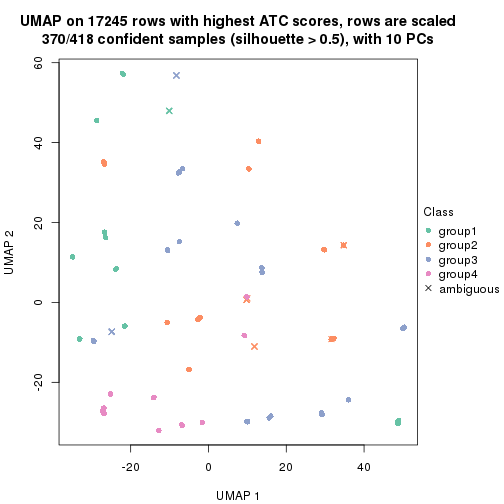 UMAP on 17245 rows with highest ATC scores, rows are scaled
370/418 confident samples (silhouette > 0.5), with 10 PCs
60
40
20
0
-20
UMAP 2
-20
0
20
40
UMAP 1
Class
group1
group2
group3
group4
ambiguous